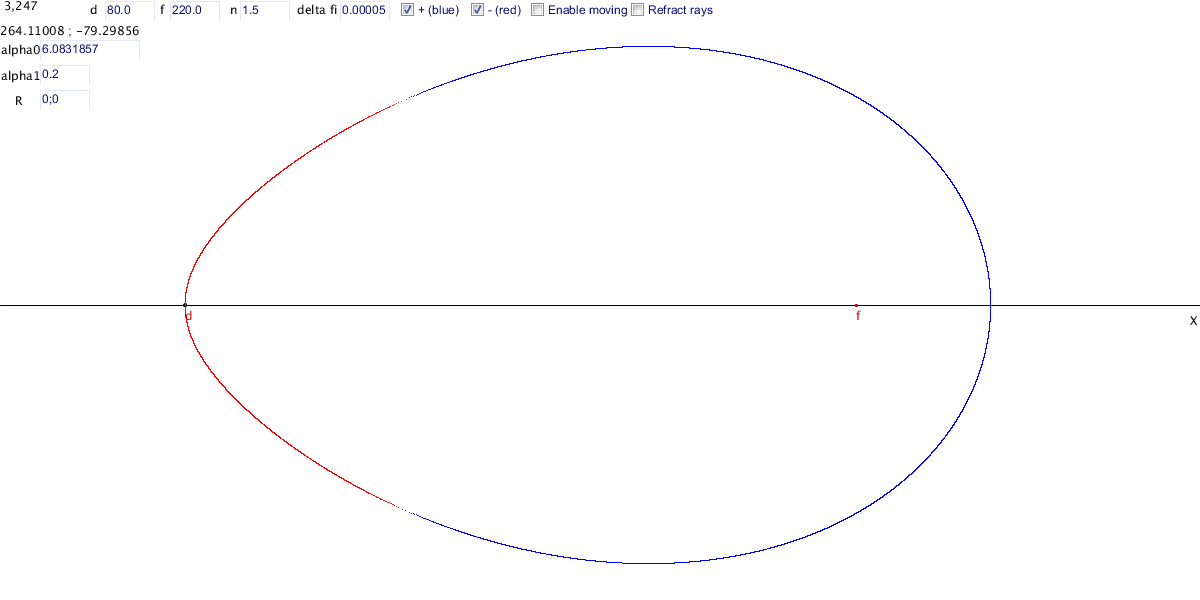 3,247 d 80.0 f 220.0 n 1.5 delta fi 0.00005 + (blue) - (red) Enable moving Refract rays
264.11008 ; -79.29856
alpha0 6.0831857
alpha1 0.2
R 0;0
d
f
X